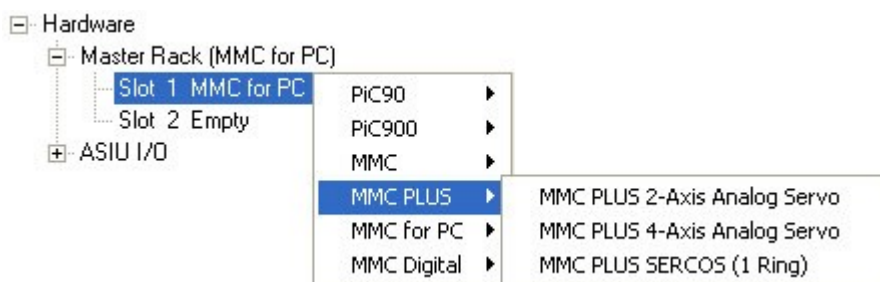 Hardware
Master Rack (MMC for PC)
Slot 1 MMC for PC
Slot 2 Empty
ASIU I/O
PiC90
PiC900
MMC
MMC PLUS
MMC for PC
MMC Digital
MMC PLUS 2-Axis Analog Servo
MMC PLUS 4-Axis Analog Servo
MMC PLUS SERCOS (1 Ring)